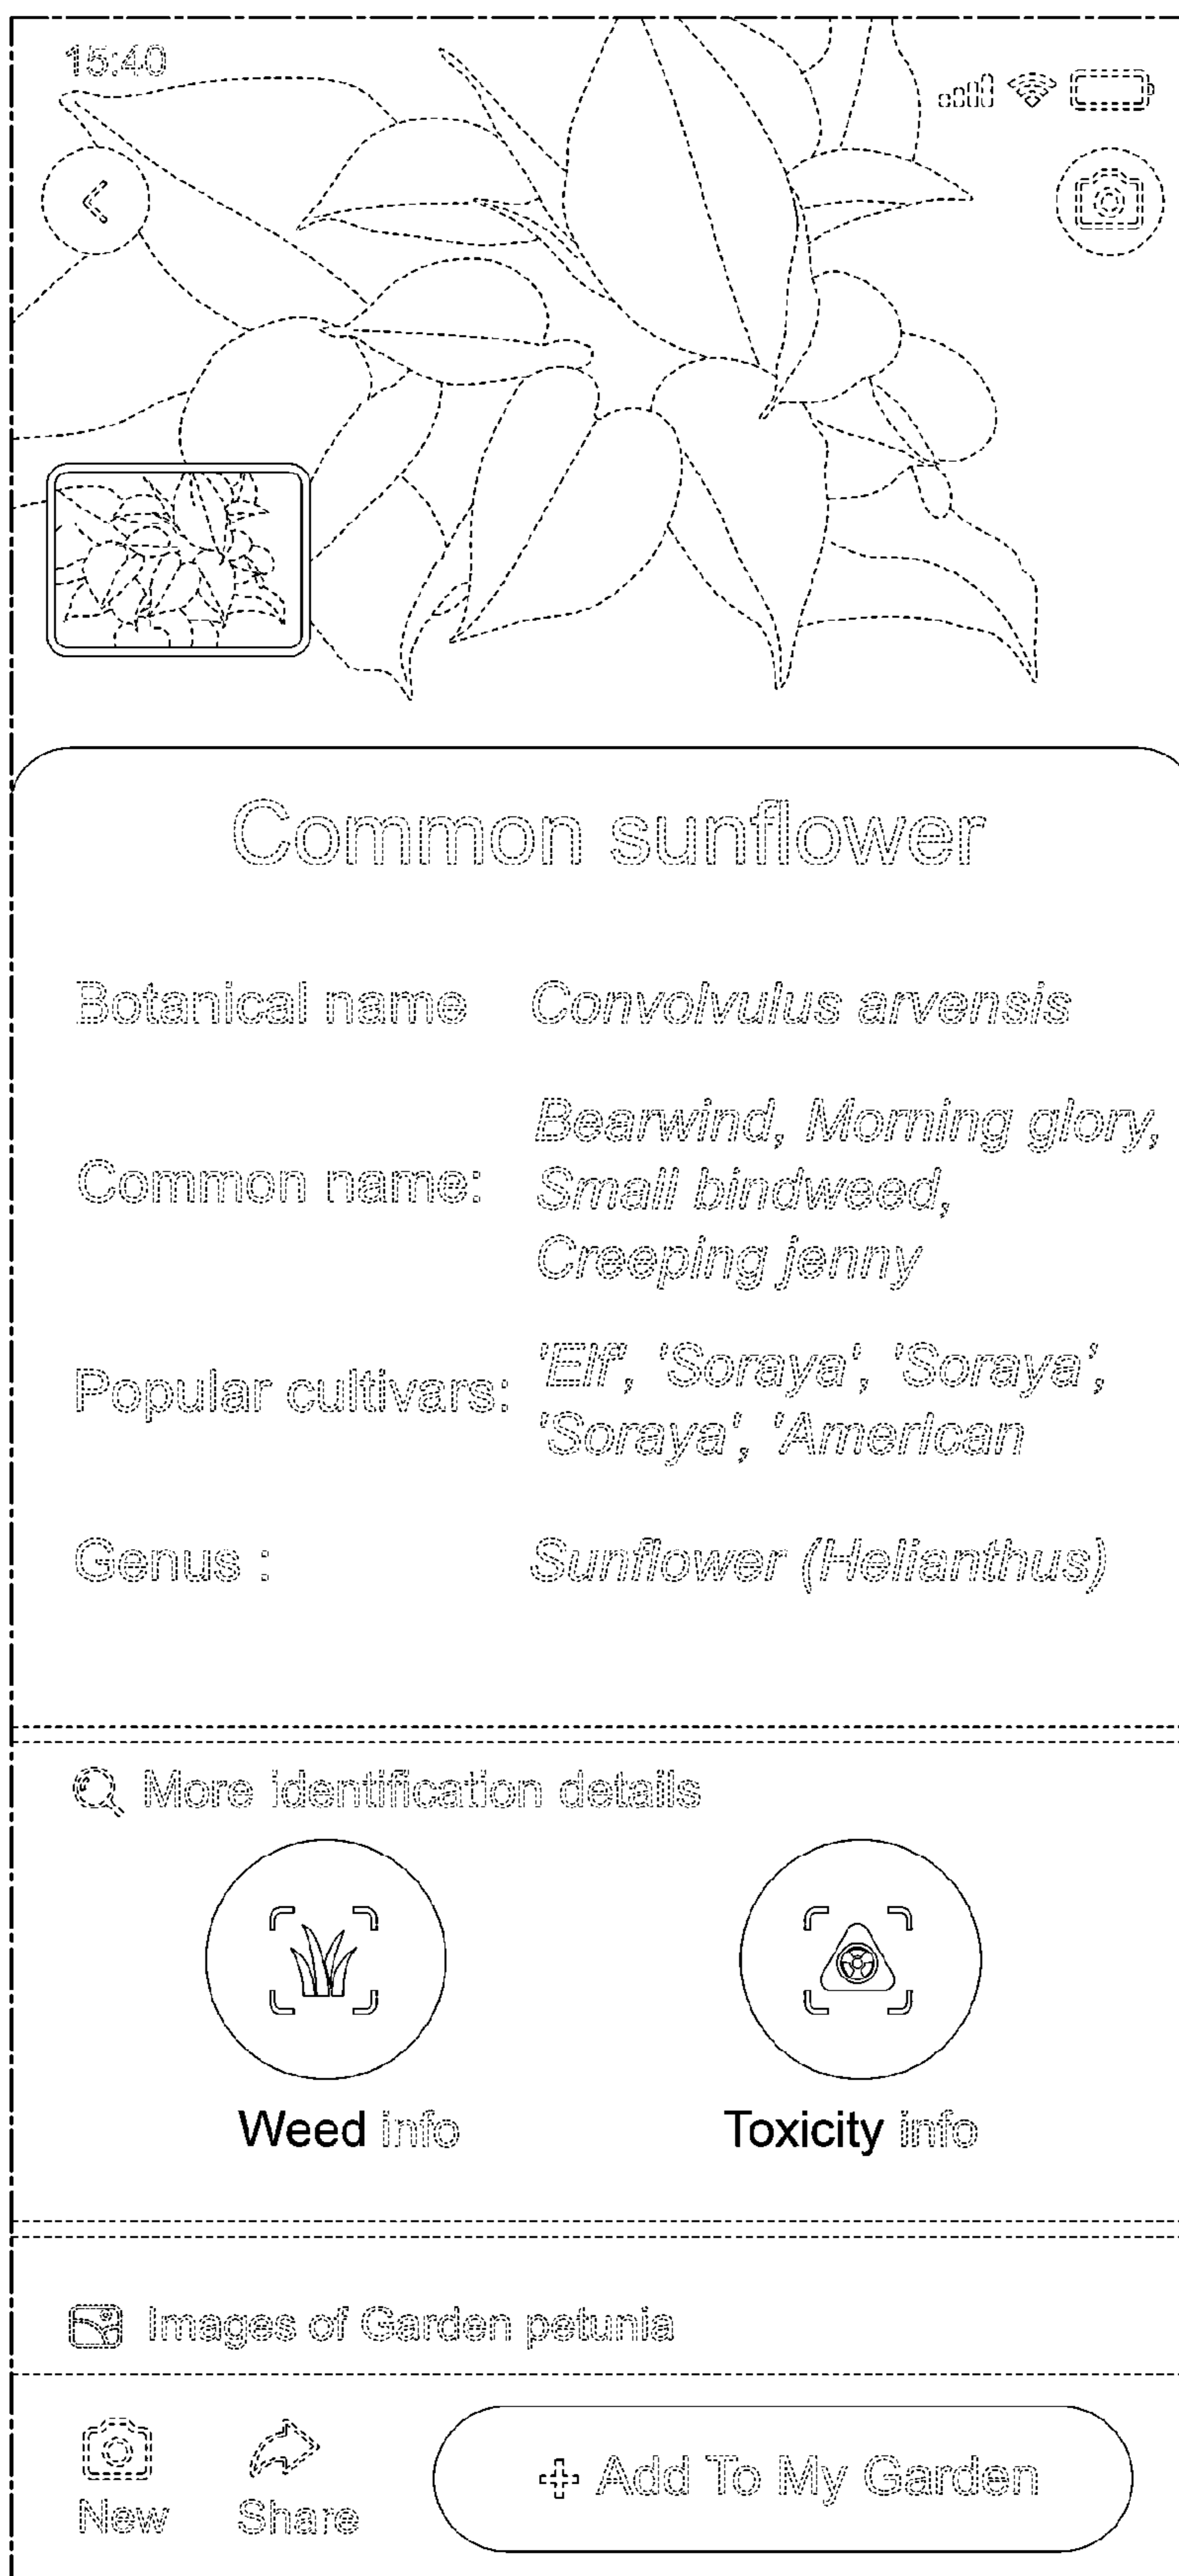 15:40
Common sunflower
Botanical name Convolvulus arvensis
Bearwind, Morning glory,
Common name: Small bindweed,
Creeping jenny
Popular cultivars: 'Elf', 'Soraya', 'Soraya',
'Soraya', 'American
Genus : Sunflower (Helianthus)
More identification details
Weed info Toxicity info
Images of Garden petunia
Add To My Garden
New Share